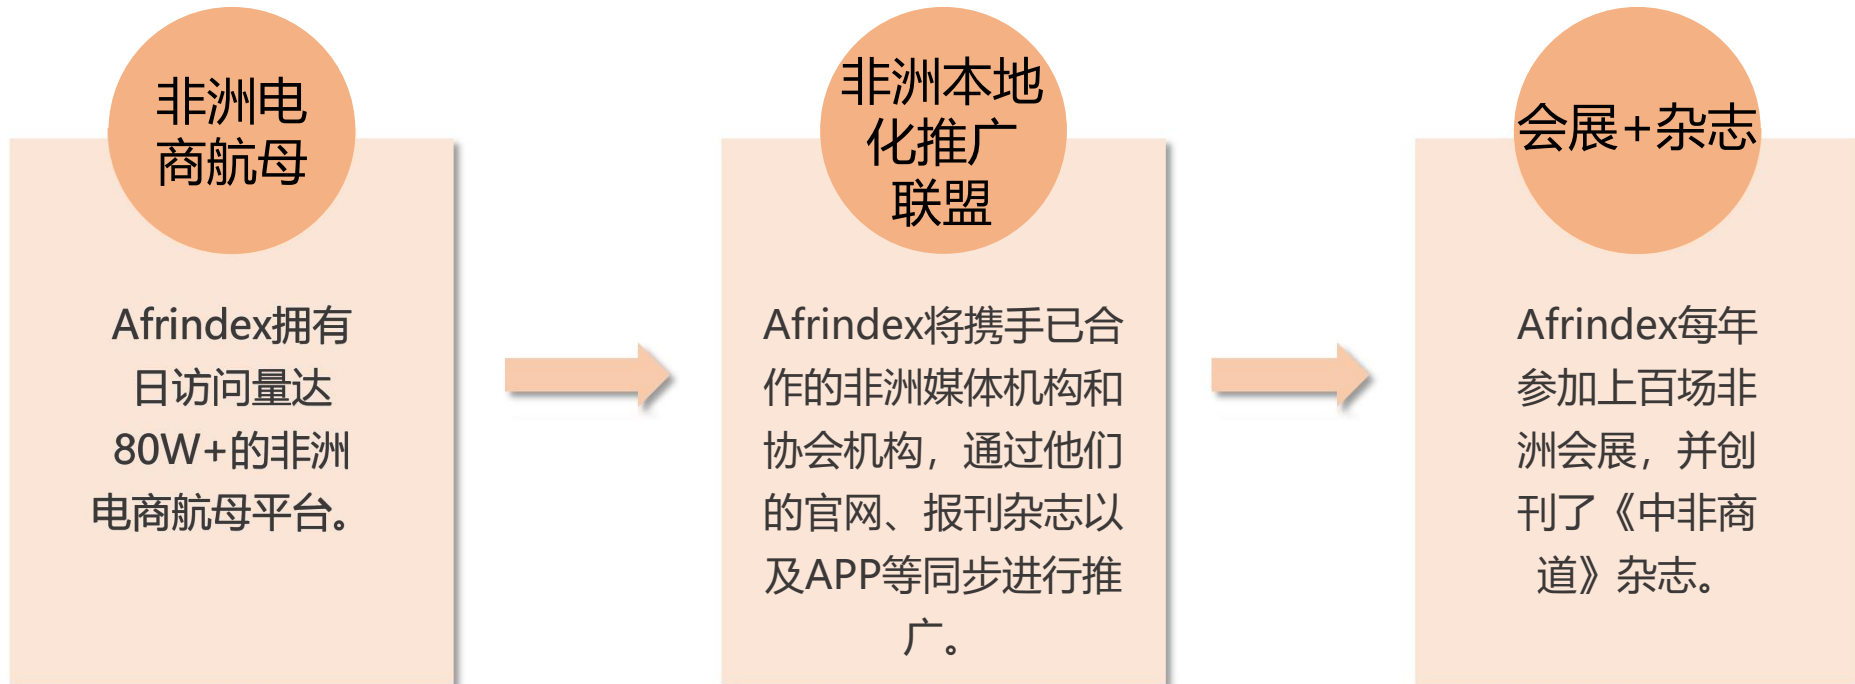 非洲电
商航母
Afrindex拥有
日访问量达
80W+的非洲
电商航母平台。
非洲本地
化推广
联盟
Afrindex将携手已合
作的非洲媒体机构和
协会机构，通过他们
的官网、报刊杂志以
及APP等同步进行推
广。
会展+杂志
Afrindex每年
参加上百场非
洲会展，并创
刊了《中非商
道》杂志。